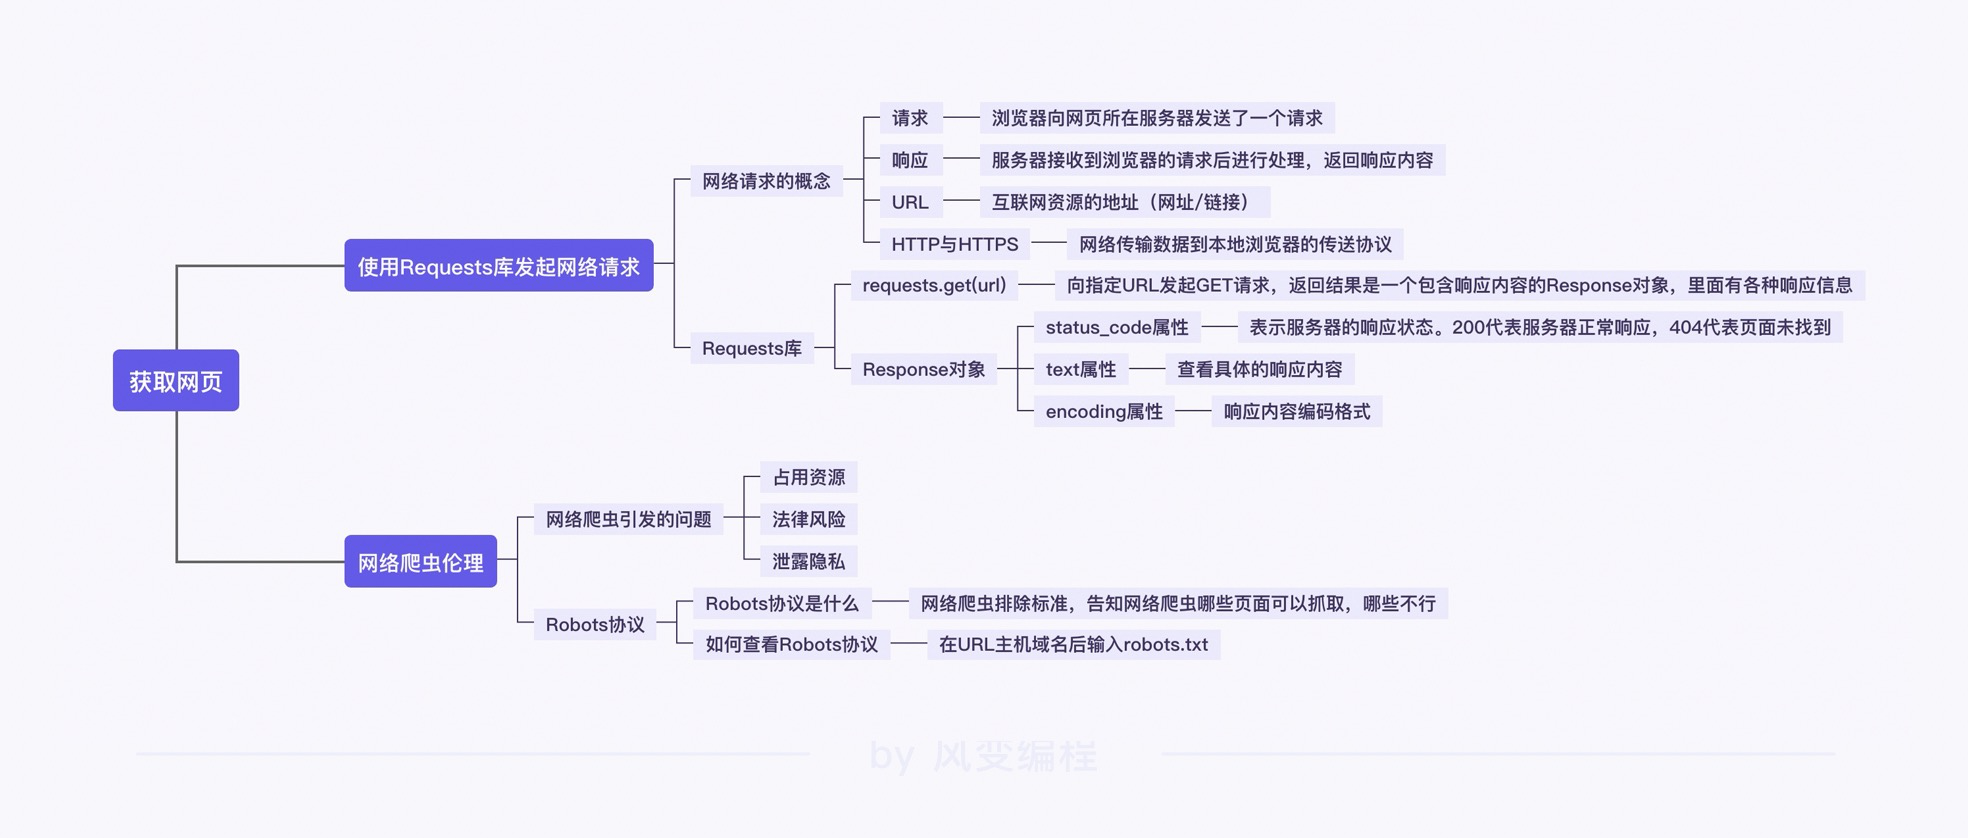 获取网页
使用Requests库发起网络请求
网络请求的概念
请求
浏览器向网页所在服务器发送了一个请求
响应
服务器接收到浏览器的请求后进行处理，返回响应内容
URL
互联网资源的地址（网址/链接）
HTTP与HTTPS
网络传输数据到本地浏览器的传送协议
Requests库
requests.get(url)
向指定URL发起GET请求，返回结果是一个包含响应内容的Response对象，里面有各种响应信息
Response对象
status_code属性
表示服务器的响应状态。200代表服务器正常响应，404代表页面未找到
text属性
查看具体的响应内容
encoding属性
响应内容编码格式
网络爬虫伦理
网络爬虫引发的问题
占用资源
法律风险
泄露隐私
Robots协议
Robots协议是什么
网络爬虫排除标准，告知网络爬虫哪些页面可以抓取，哪些不行
如何查看Robots协议
在URL主机域名后输入robots.txt
by 风变编程